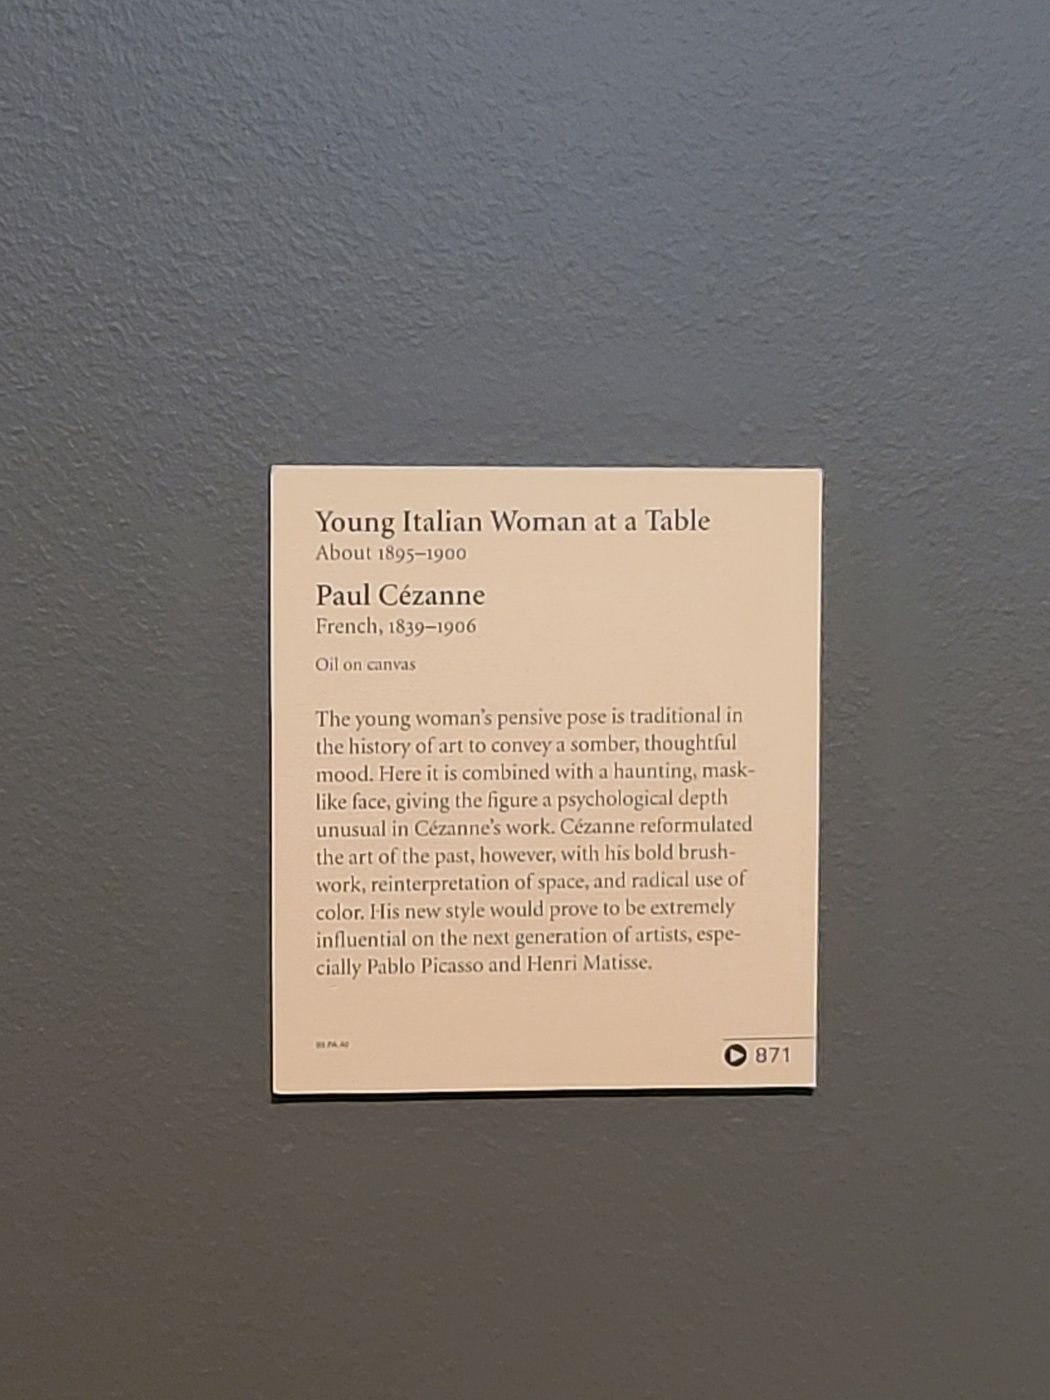 Young Italian Woman at a Table
About 1895–1900
Paul Cézanne
French, 1839–1906
Oil on canvas
The young woman's pensive pose is traditional in
the history of art to convey a somber, thoughtful
mood. Here it is combined with a haunting, mask-
like face, giving the figure a psychological depth
unusual in Cézanne's work. Cézanne reformulated
the art of the past, however, with his bold brush-
work, reinterpretation of space, and radical use of
color. His new style would prove to be extremely
influential on the next generation of artists, espe-
cially Pablo Picasso and Henri Matisse.
871